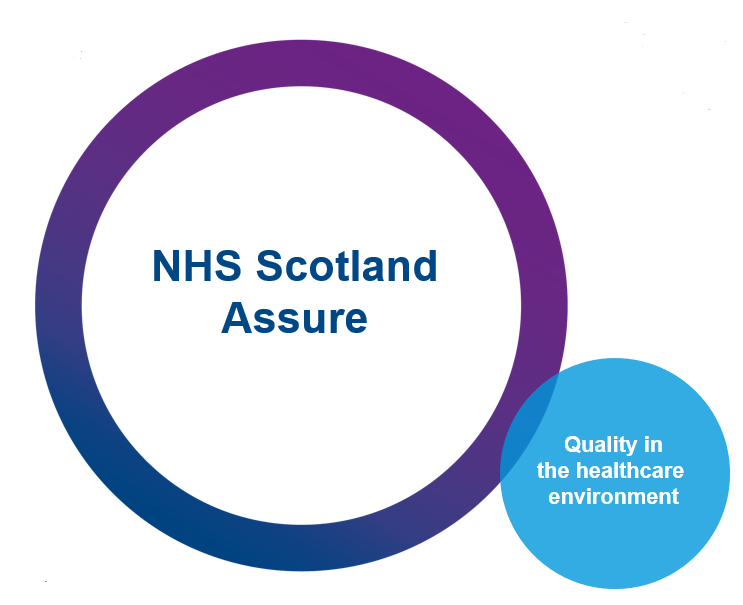 NHS Scotland
Assure
Quality in
the healthcare
environment